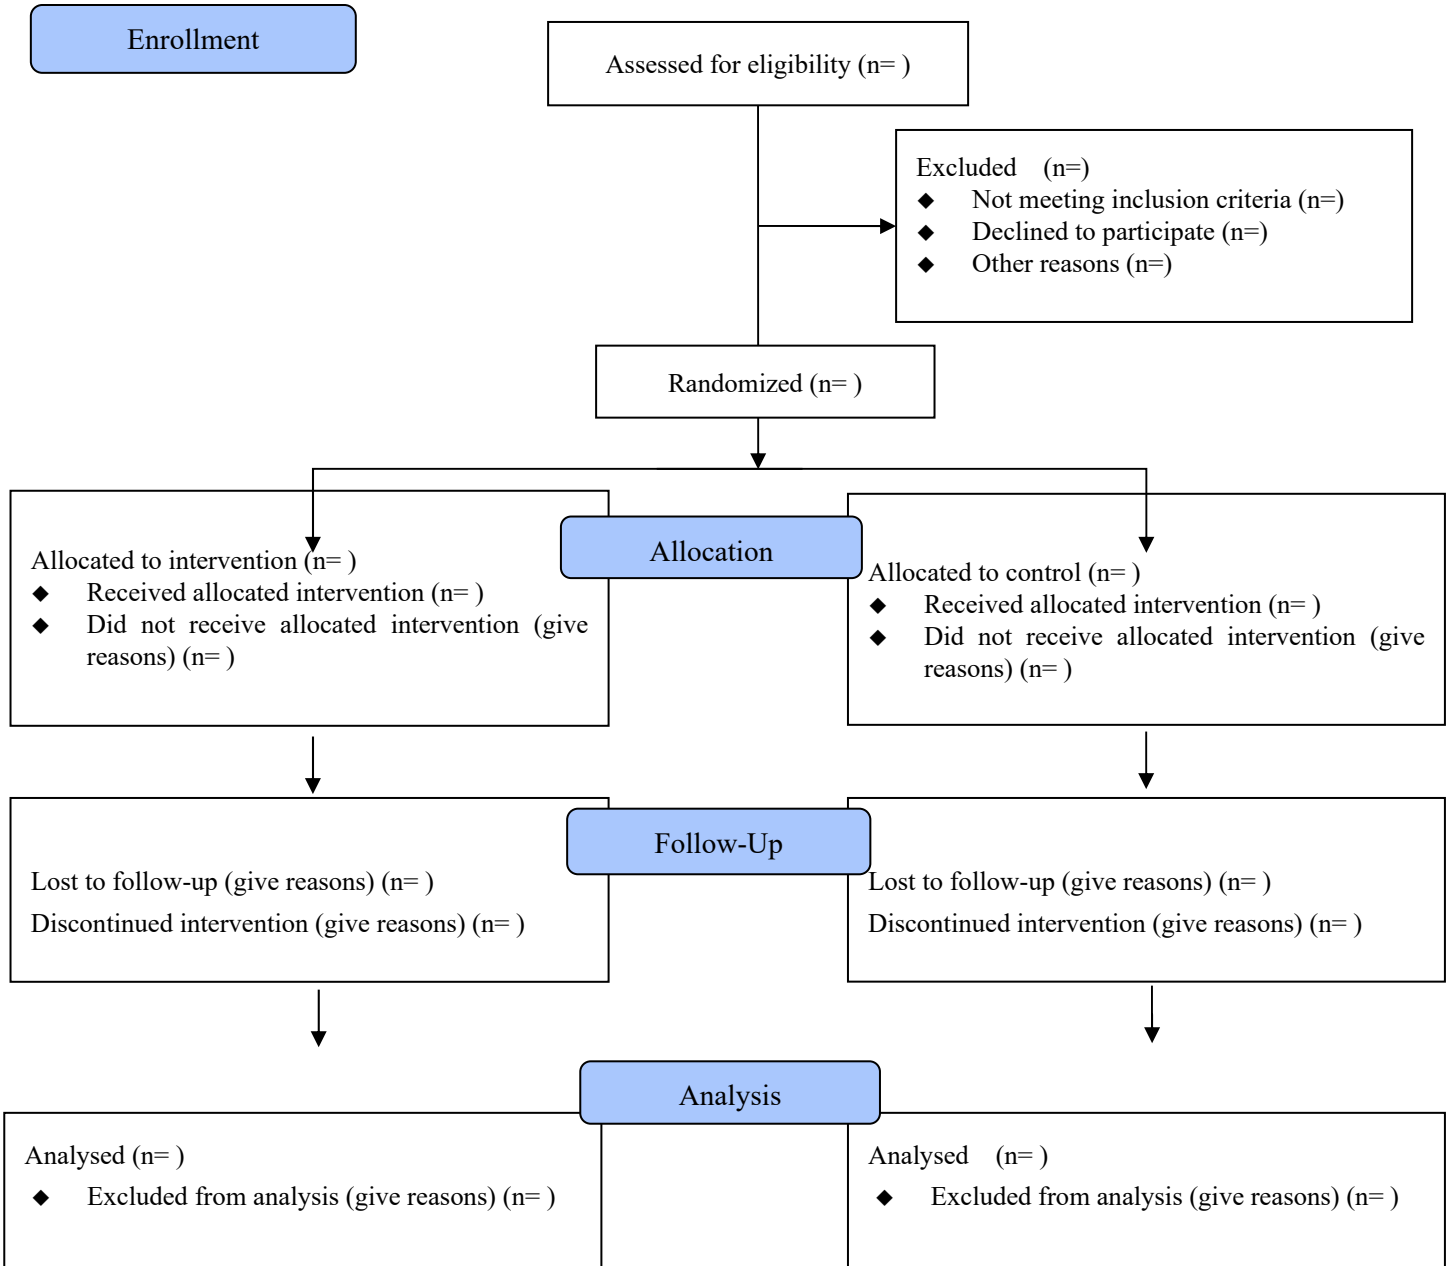 Enrollment
Assessed for eligibility (n= )
Excluded (n=)
◆ Not meeting inclusion criteria (n=)
◆ Declined to participate (n=)
◆ Other reasons (n=)
Randomized (n= )
Allocation
Allocated to intervention (n= )
◆ Received allocated intervention (n= )
◆ Did not receive allocated intervention (give
reasons) (n= )
Allocated to control (n= )
◆ Received allocated intervention (n= )
◆ Did not receive allocated intervention (give
reasons) (n= )
Follow-Up
Lost to follow-up (give reasons) (n= )
Discontinued intervention (give reasons) (n= )
Lost to follow-up (give reasons) (n= )
Discontinued intervention (give reasons) (n= )
Analysis
Analysed (n= )
◆ Excluded from analysis (give reasons) (n= )
Analysed (n= )
◆ Excluded from analysis (give reasons) (n= )